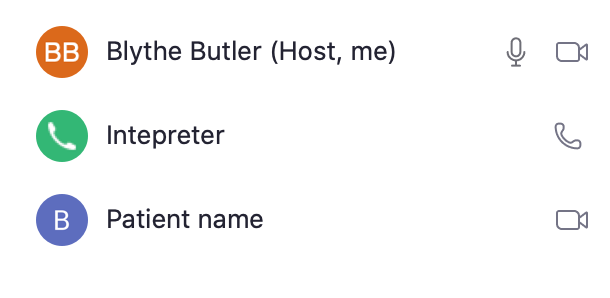 BB Blythe Butler (Host, me)
Intepreter
B Patient name